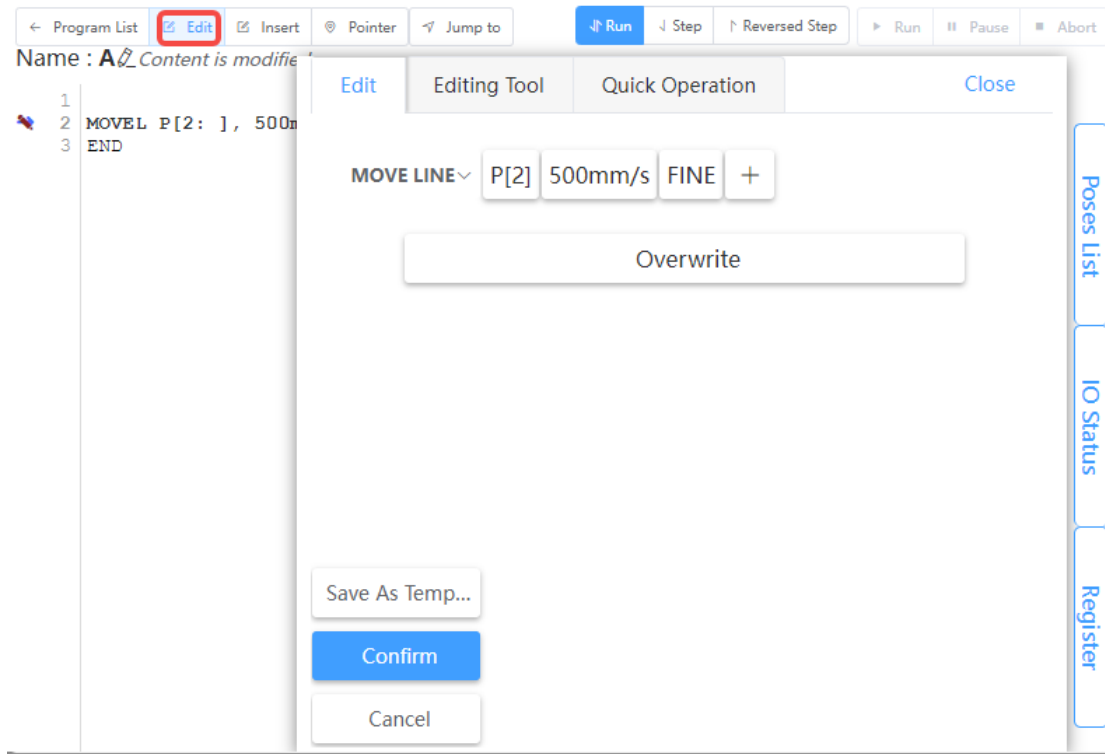 ← Program List Edit Insert Pointer Jump to Run Step Reversed Step Run Pause Abort
Name : A Content is modifie
Edit Editing Tool Quick Operation Close
1
2 MOVEL P[2: ], 500m
3 END
MOVE LINE P[2] 500mm/s FINE +
Overwrite
Poses List
IO Status
Register
Save As Temp...
Confirm
Cancel